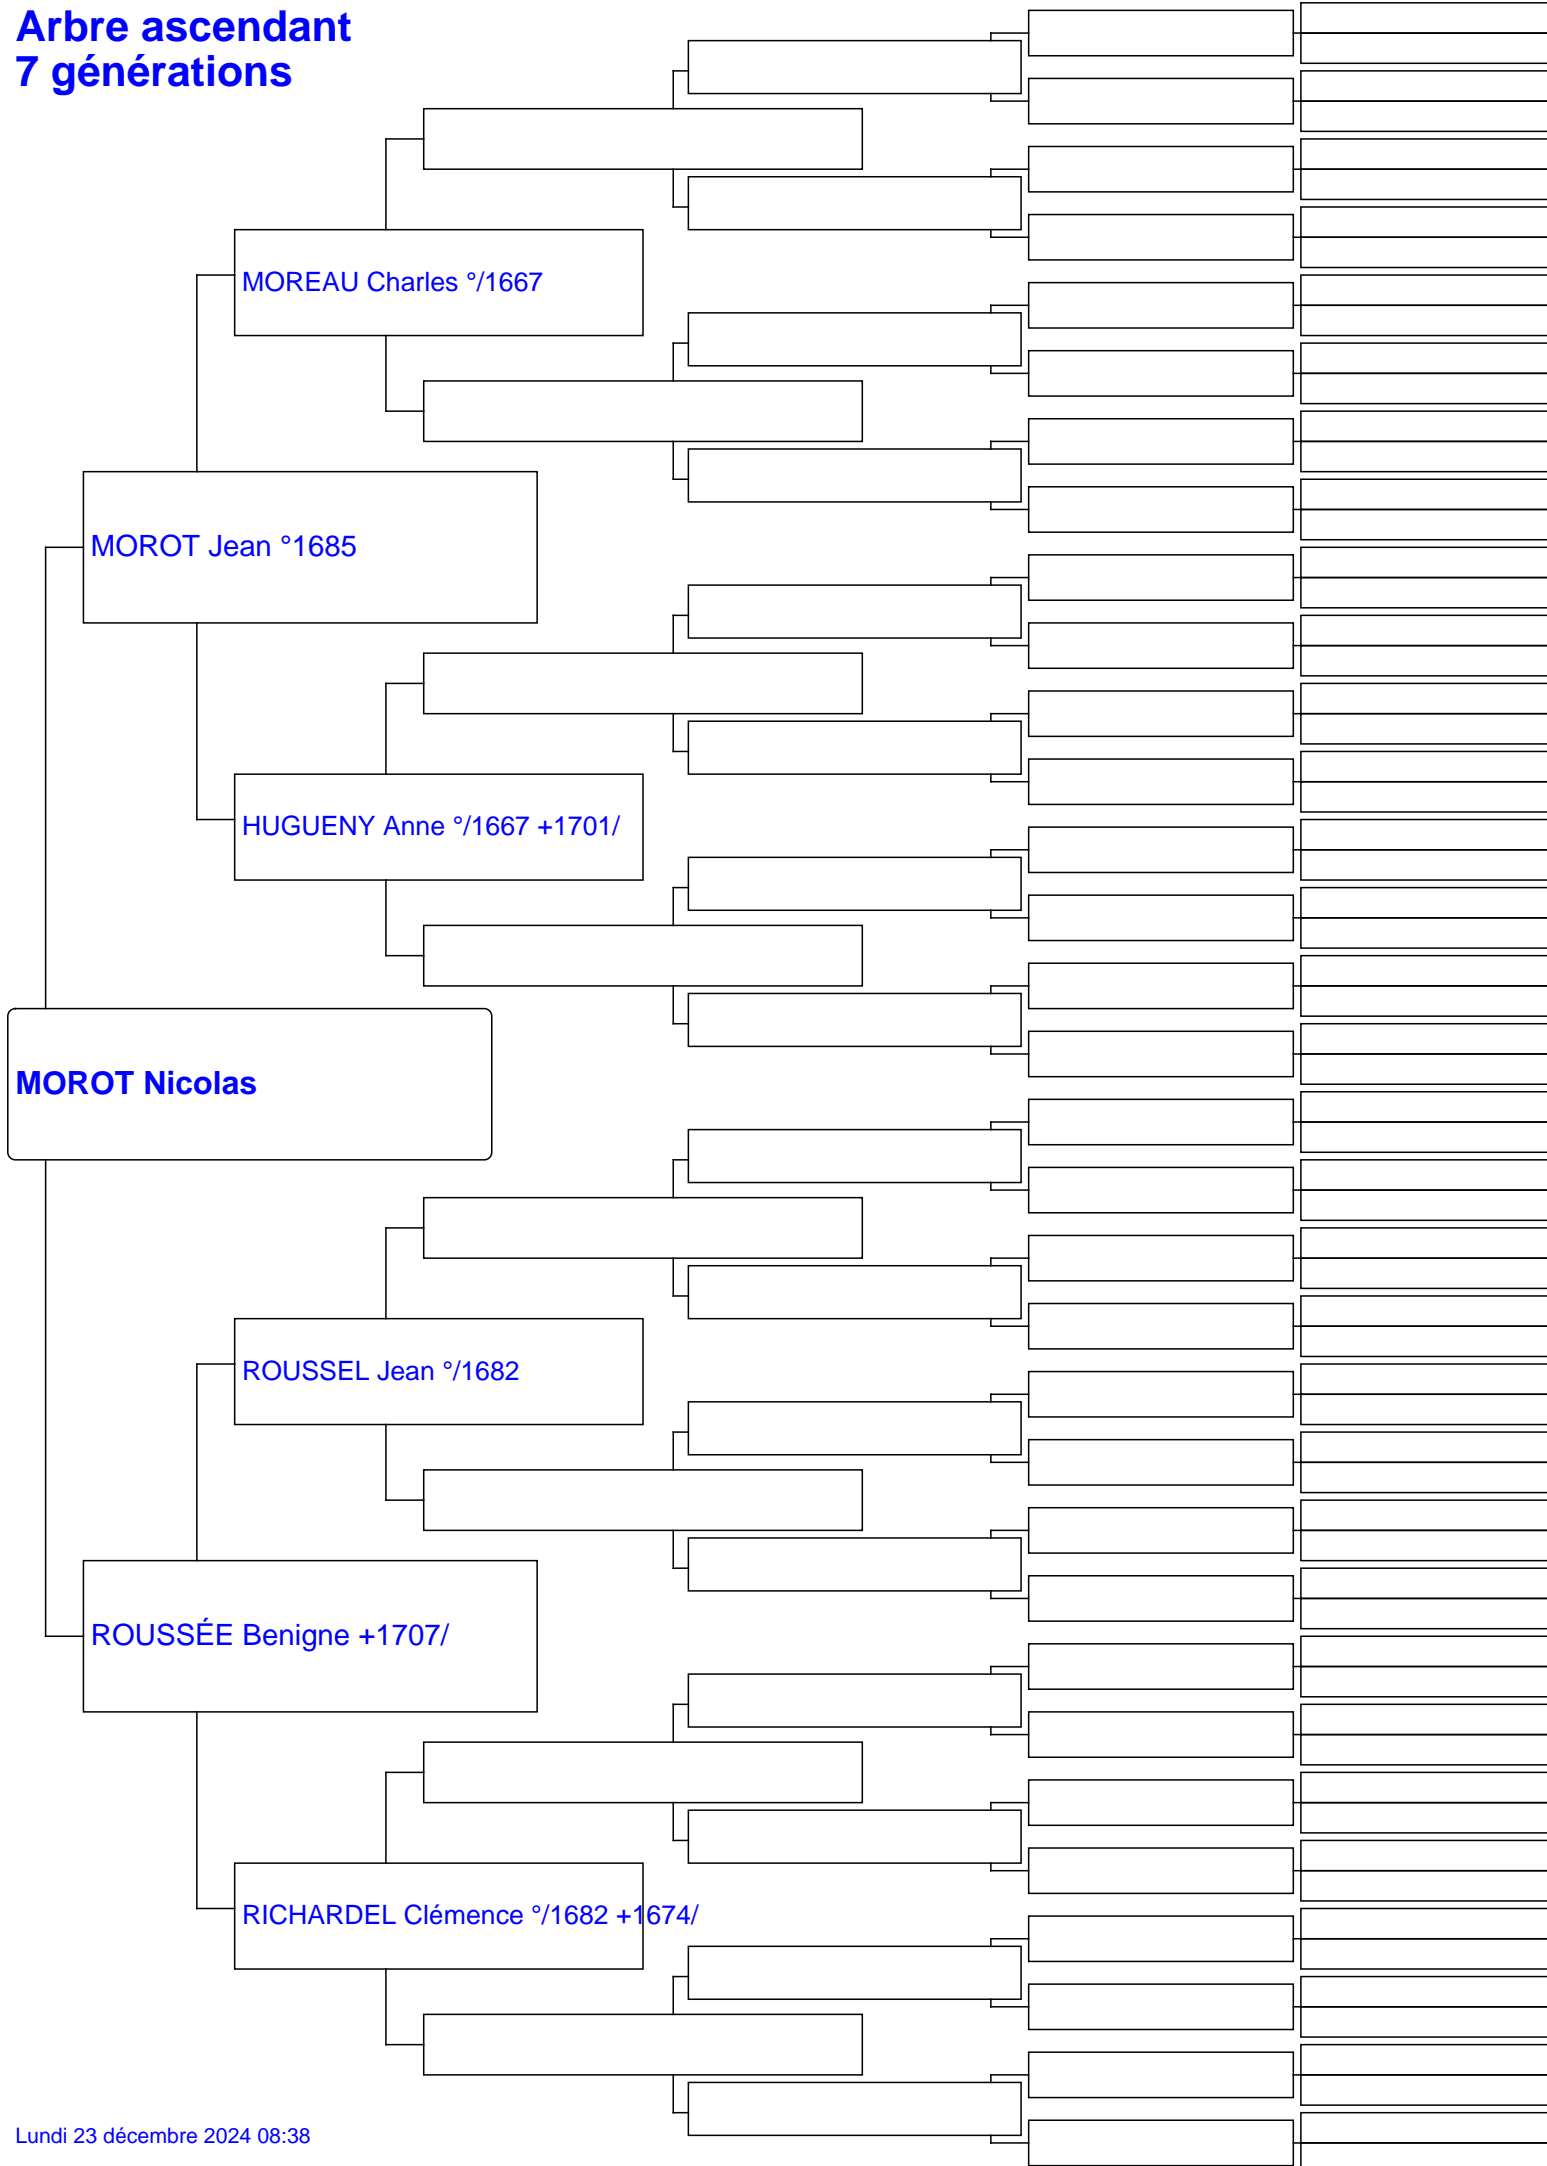 Arbre ascendant
7 générations
MOREAU Charles °/1667
MOROT Jean °1685
HUGUENY Anne °/1667 +1701/
MOROT Nicolas
ROUSSEL Jean °/1682
ROUSSÉE Benigne +1707/
RICHARDEL Clémence °/1682 +1674/
Lundi 23 décembre 2024 08:38